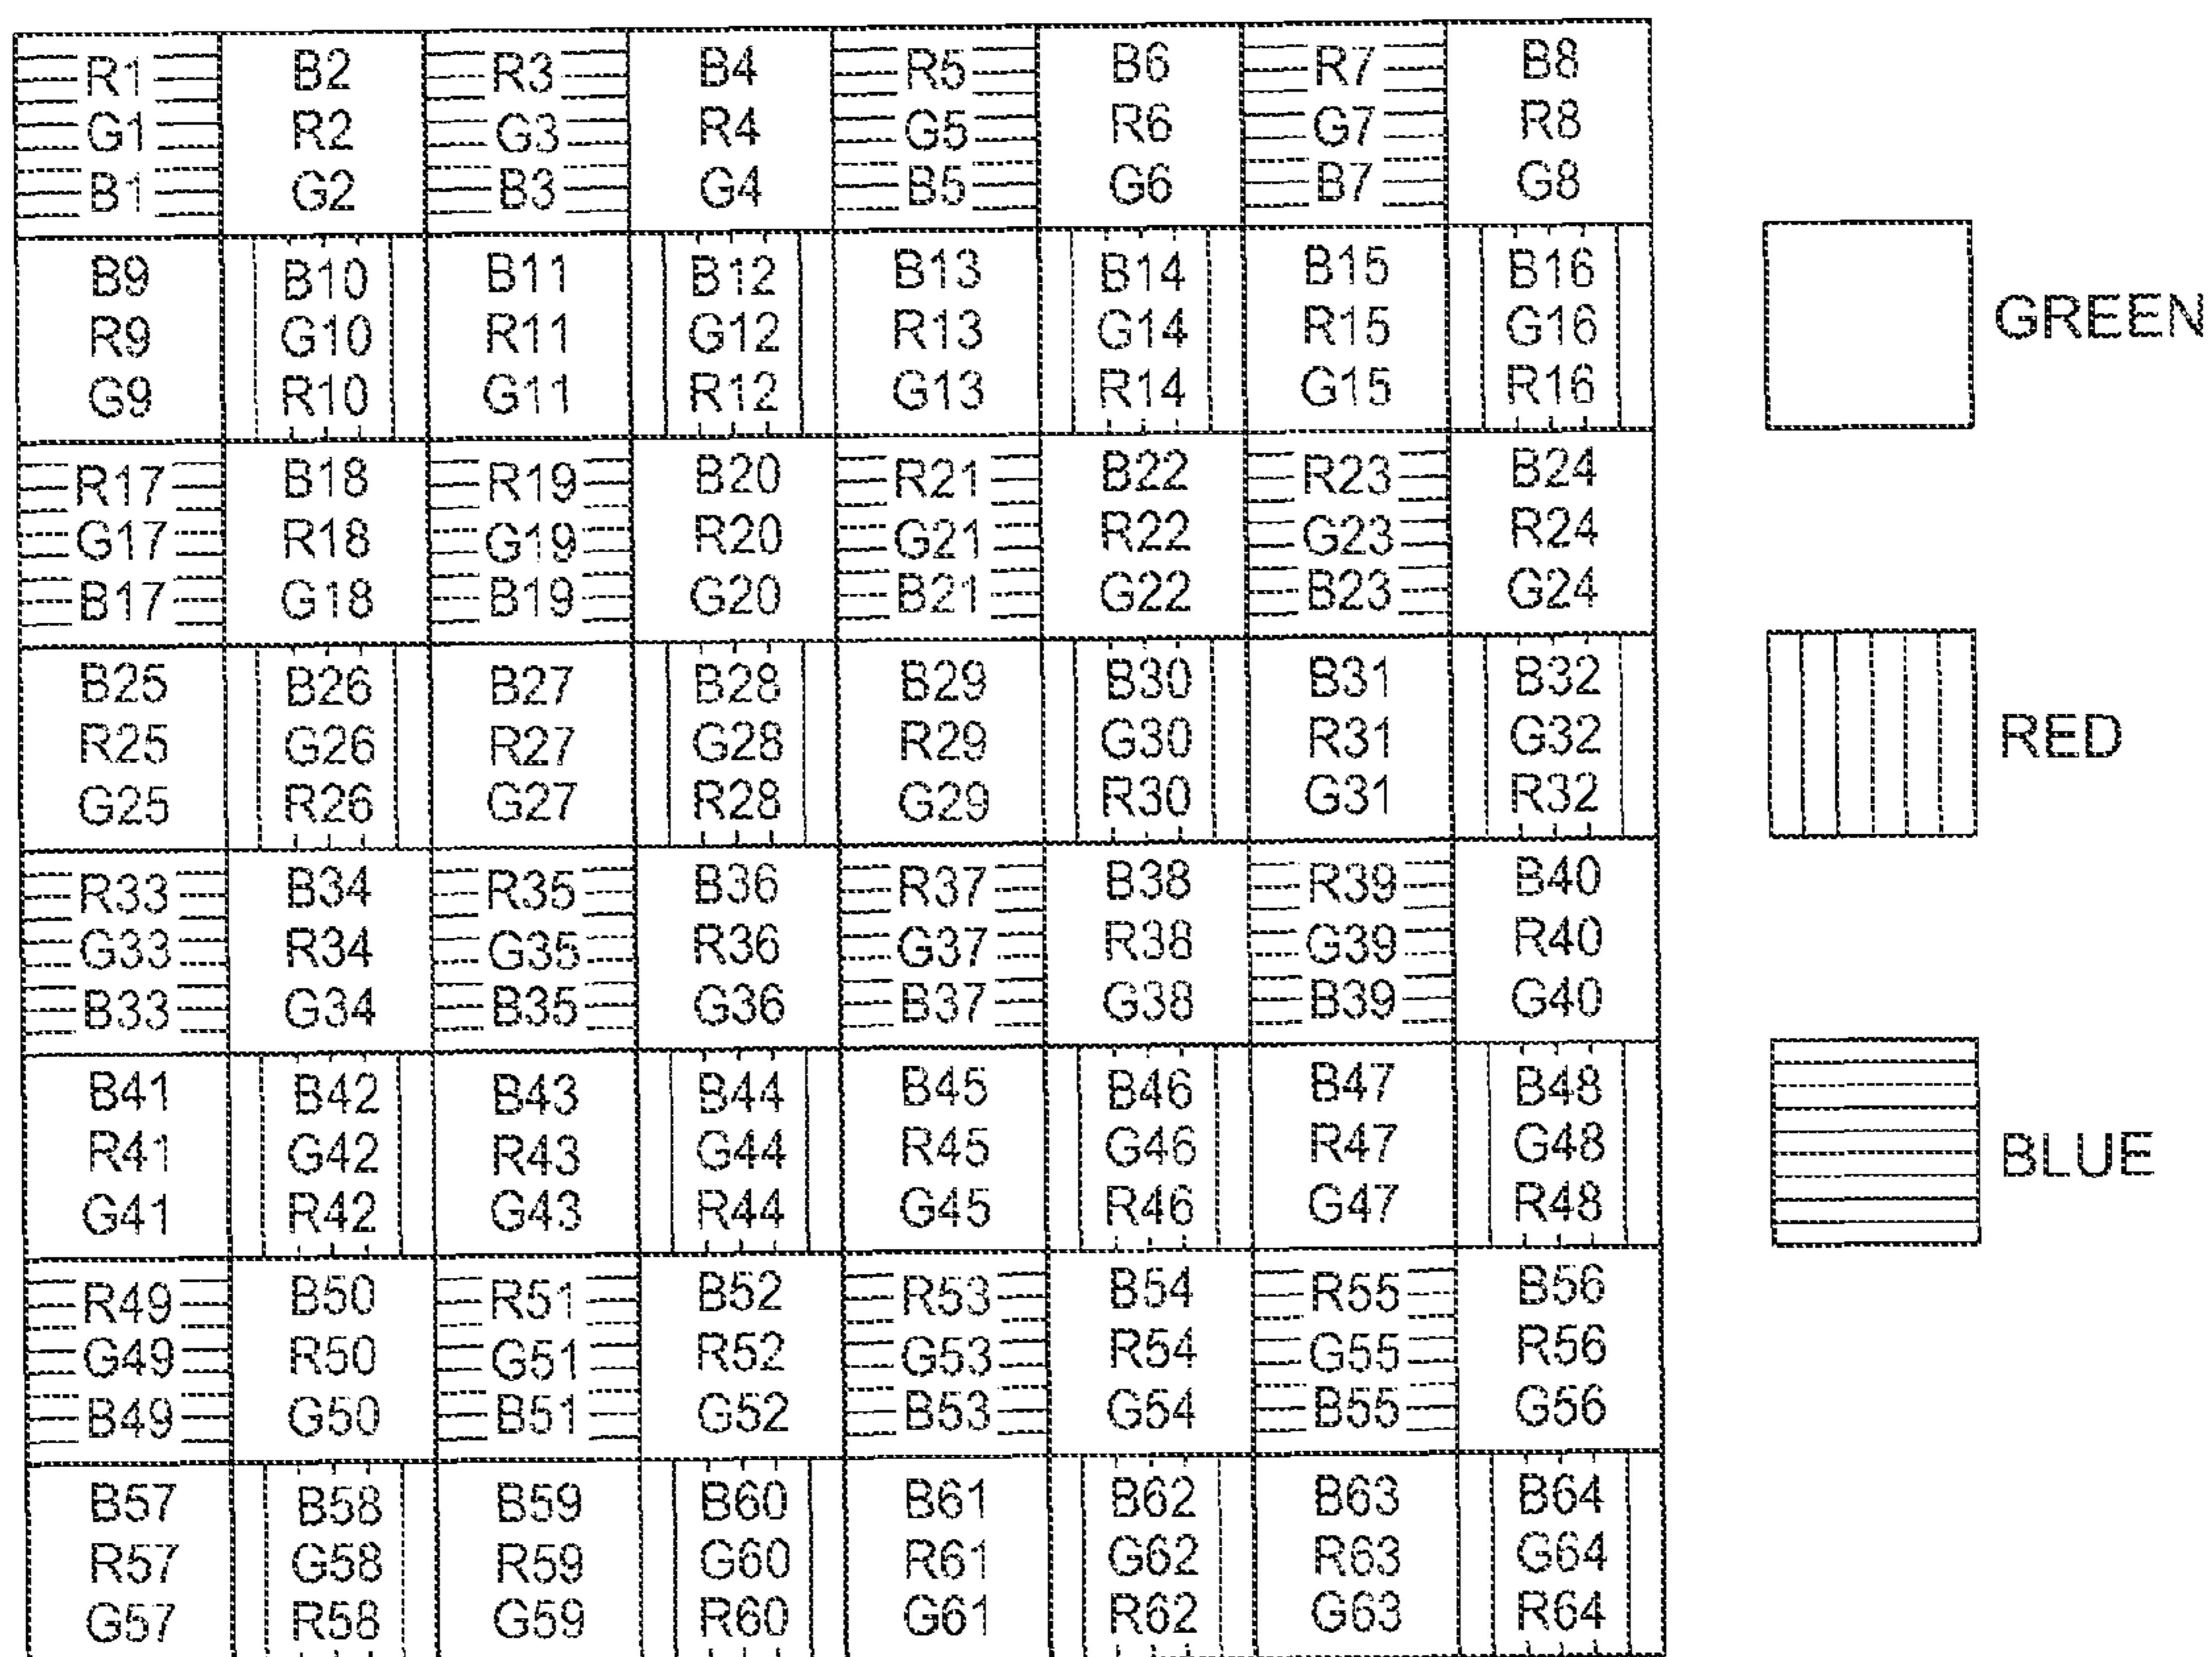 R1 B2 R3 B4 R5 B6 R7 B8
G1 R2 G3 R4 G5 R6 G7 R8
B1 G2 B3 G4 B5 G6 B7 G8
B9 B10 B11 B12 B13 B14 B15 B16
R9 G10 R11 G12 R13 G14 R15 G16
G9 R10 G11 R12 G13 R14 G15 R16
GREEN
R17 B18 R19 B20 R21 B22 R23 B24
G17 R18 G19 R20 G21 R22 G23 R24
B17 G18 B19 G20 B21 G22 B23 G24
B25 B26 B27 B28 B29 B30 B31 B32
R25 G26 R27 G28 R29 G30 R31 G32
G25 R26 G27 R28 G29 R30 G31 R32
RED
R33 B34 R35 B36 R37 B38 R39 B40
G33 R34 G35 R36 G37 R38 G39 R40
B33 G34 B35 G36 B37 G38 B39 G40
B41 B42 B43 B44 B45 B46 B47 B48
R41 G42 R43 G44 R45 G46 R47 G48
G41 R42 G43 R44 G45 R46 G47 R48
BLUE
R49 B50 R51 B52 R53 B54 R55 B56
G49 R50 G51 R52 G53 R54 G55 R56
B49 G50 B51 G52 B53 G54 B55 G56
B57 B58 B59 B60 B61 B62 B63 B64
R57 G58 R59 G60 R61 G62 R63 G64
G57 R58 G59 R60 G61 R62 G63 R64